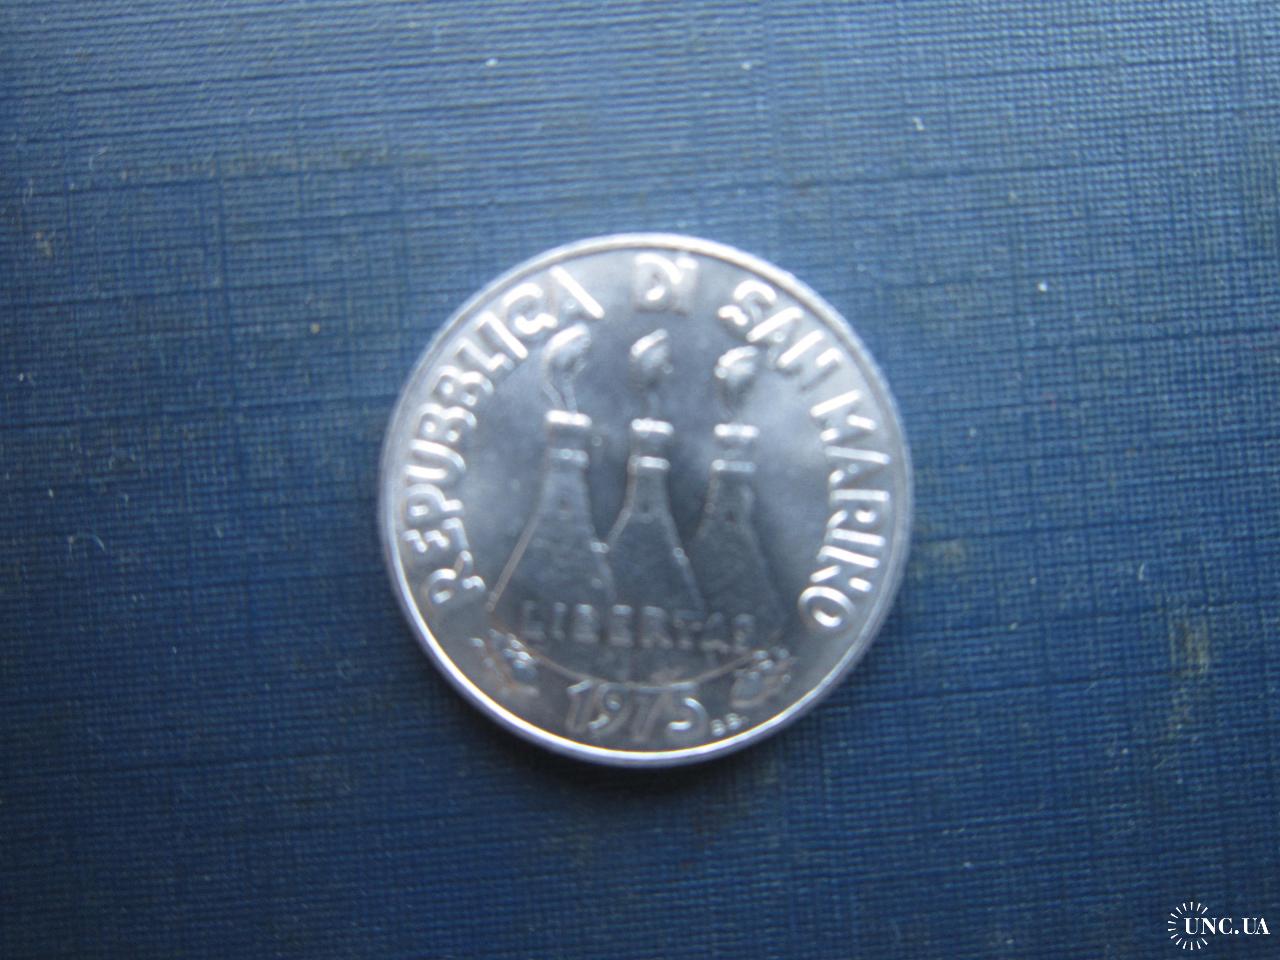 REPUBBLICA DI SAN MARINO
LIBERTAS
1975
UNC.UA